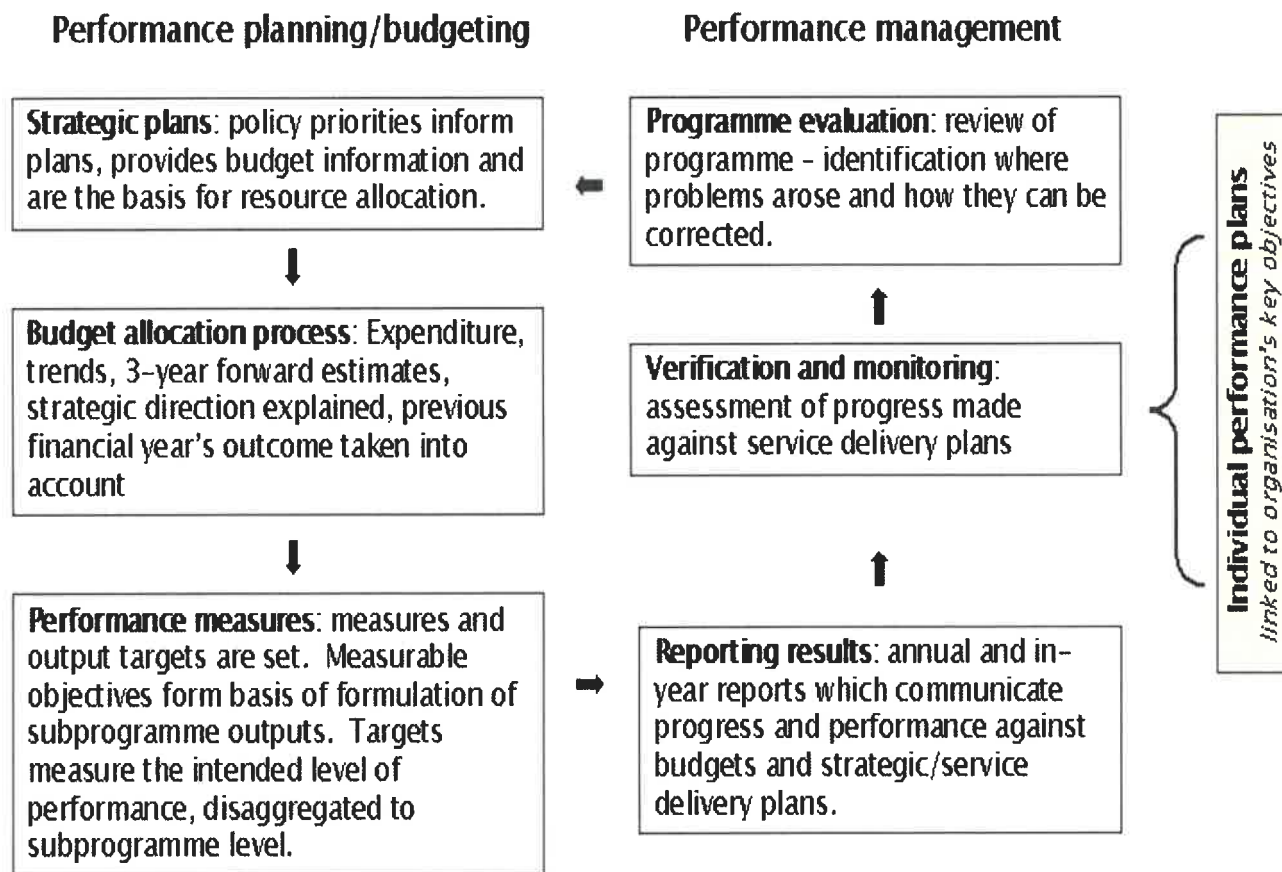 Performance planning/budgeting
Strategic plans: policy priorities inform
plans, provides budget information and
are the basis for resource allocation.
Budget allocation process: Expenditure,
trends, 3-year forward estimates,
strategic direction explained, previous
financial year's outcome taken into
account
Performance measures: measures and
output targets are set. Measurable
objectives form basis of formulation of
subprogramme outputs. Targets
measure the intended level of
performance, disaggregated to
subprogramme level.
Performance management
Programme evaluation: review of
programme - identification where
problems arose and how they can be
corrected.
Verification and monitoring:
assessment of progress made
against service delivery plans
Reporting results: annual and in-
year reports which communicate
progress and performance against
budgets and strategic/service
delivery plans.
Individual performance plans
linked to organisation's key objectives